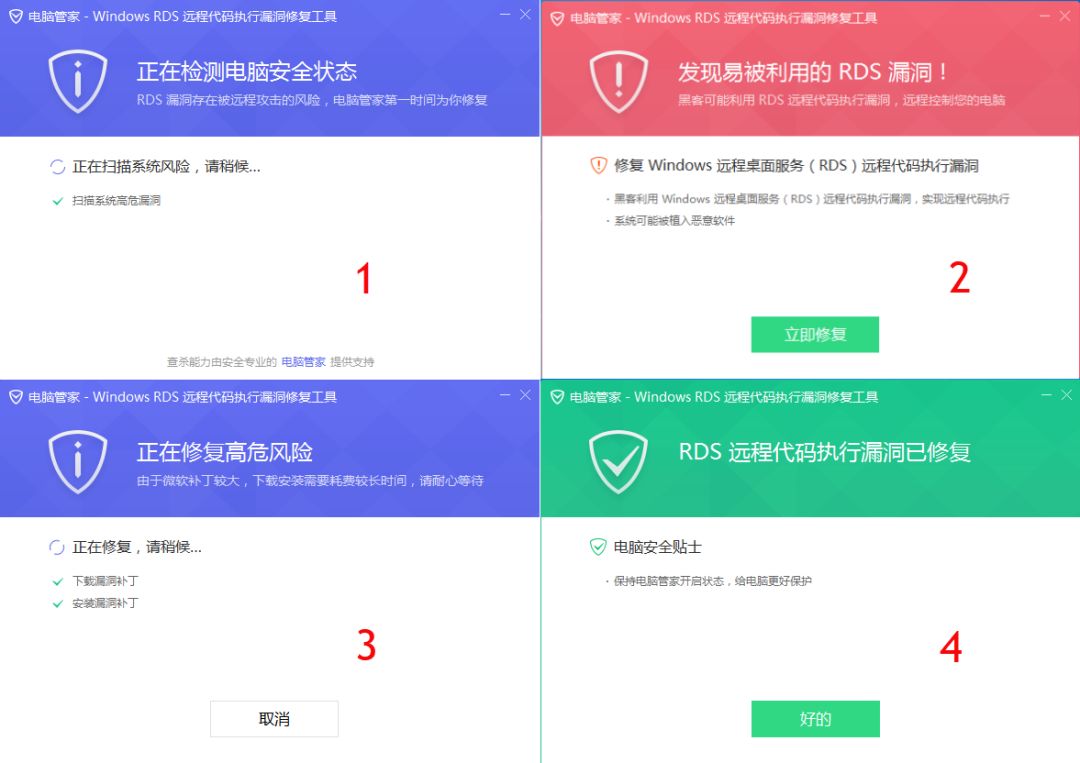 电脑管家 - Windows RDS 远程代码执行漏洞修复工具
正在检测电脑安全状态
RDS 漏洞存在被远程攻击的风险，电脑管家第一时间为你修复
正在扫描系统风险，请稍候...
扫描系统高危漏洞
1
查杀能力由安全专业的 电脑管家 提供支持
电脑管家 - Windows RDS 远程代码执行漏洞修复工具
发现易被利用的 RDS 漏洞！
黑客可能利用 RDS 远程代码执行漏洞，远程控制您的电脑
修复 Windows 远程桌面服务（RDS）远程代码执行漏洞
· 黑客利用 Windows 远程桌面服务（RDS）远程代码执行漏洞，实现远程代码执行
· 系统可能被植入恶意软件
2
立即修复
电脑管家 - Windows RDS 远程代码执行漏洞修复工具
正在修复高危风险
由于微软补丁较大，下载安装需要耗费较长时间，请耐心等待
正在修复，请稍候...
下载漏洞补丁
安装漏洞补丁
3
取消
电脑管家 - Windows RDS 远程代码执行漏洞修复工具
RDS 远程代码执行漏洞已修复
电脑安全贴士
· 保持电脑管家开启状态，给电脑更好保护
4
好的